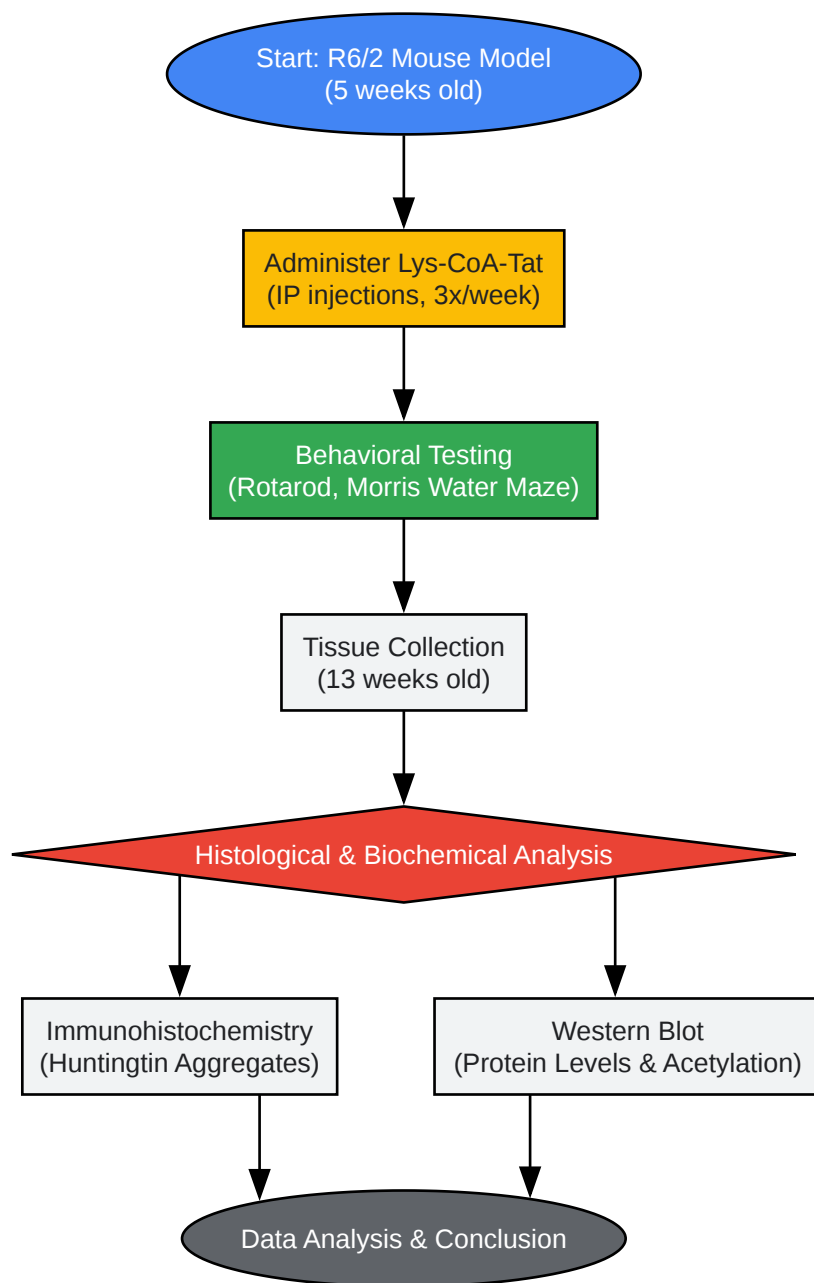 Start: R6/2 Mouse Model
(5 weeks old)
Administer Lys-CoA-Tat
(IP injections, 3x/week)
Behavioral Testing
(Rotarod, Morris Water Maze)
Tissue Collection
(13 weeks old)
Histological & Biochemical Analysis
Immunohistochemistry
(Huntingtin Aggregates)
Western Blot
(Protein Levels & Acetylation)
Data Analysis & Conclusion